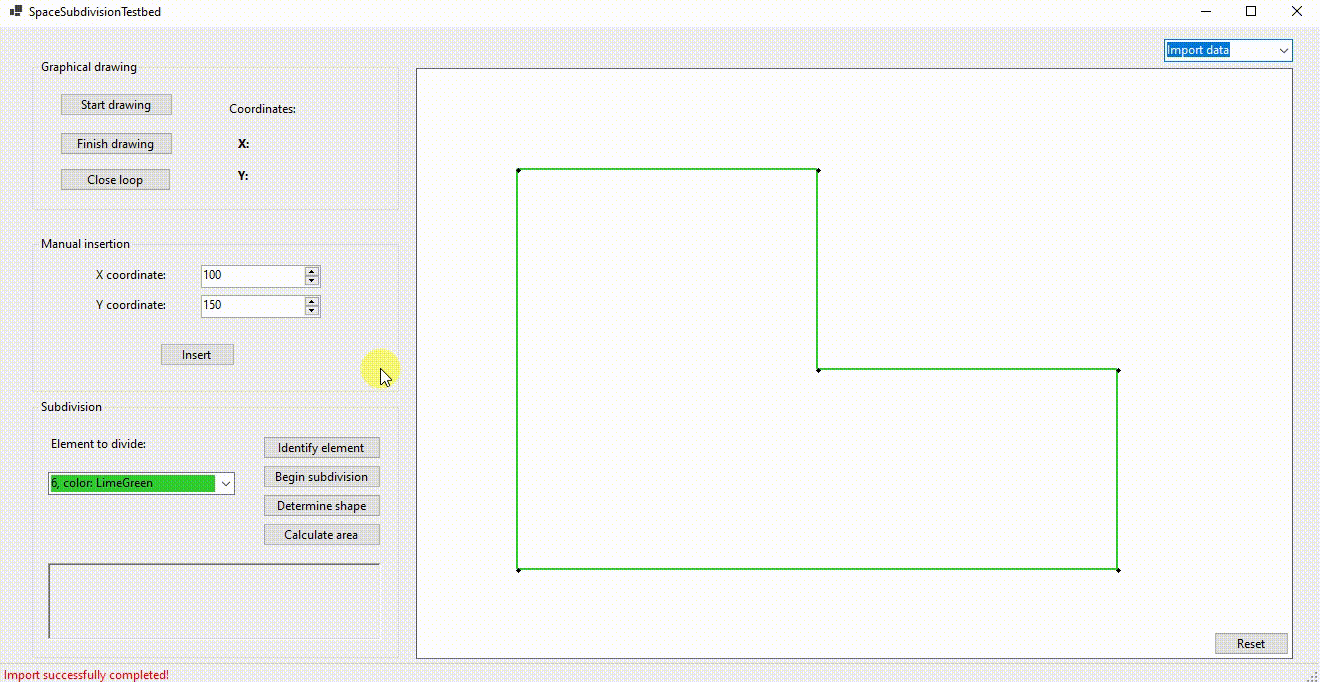 SpaceSubdivisionTestbed
Import data
Graphical drawing
Start drawing
Coordinates:
Finish drawing
X:
Close loop
Y:
Manual insertion
X coordinate:
100
Y coordinate:
150
Insert
Subdivision
Element to divide:
Identify element
Begin subdivision
6, color: LimeGreen
Determine shape
Calculate area
Reset
Import successfully completed!